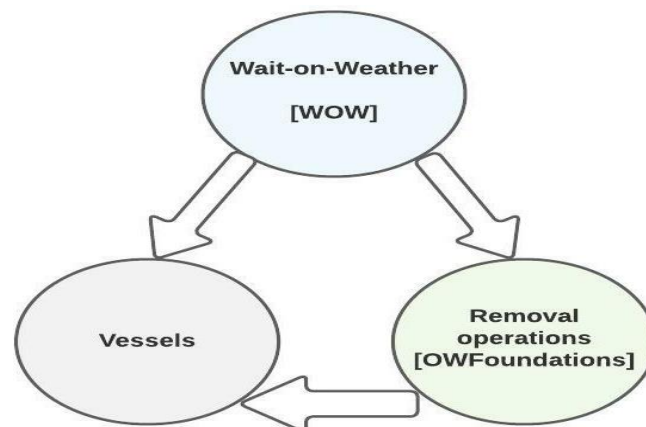 Wait-on-Weather
[WOW]
Vessels
Removal
operations
[OWFoundations]